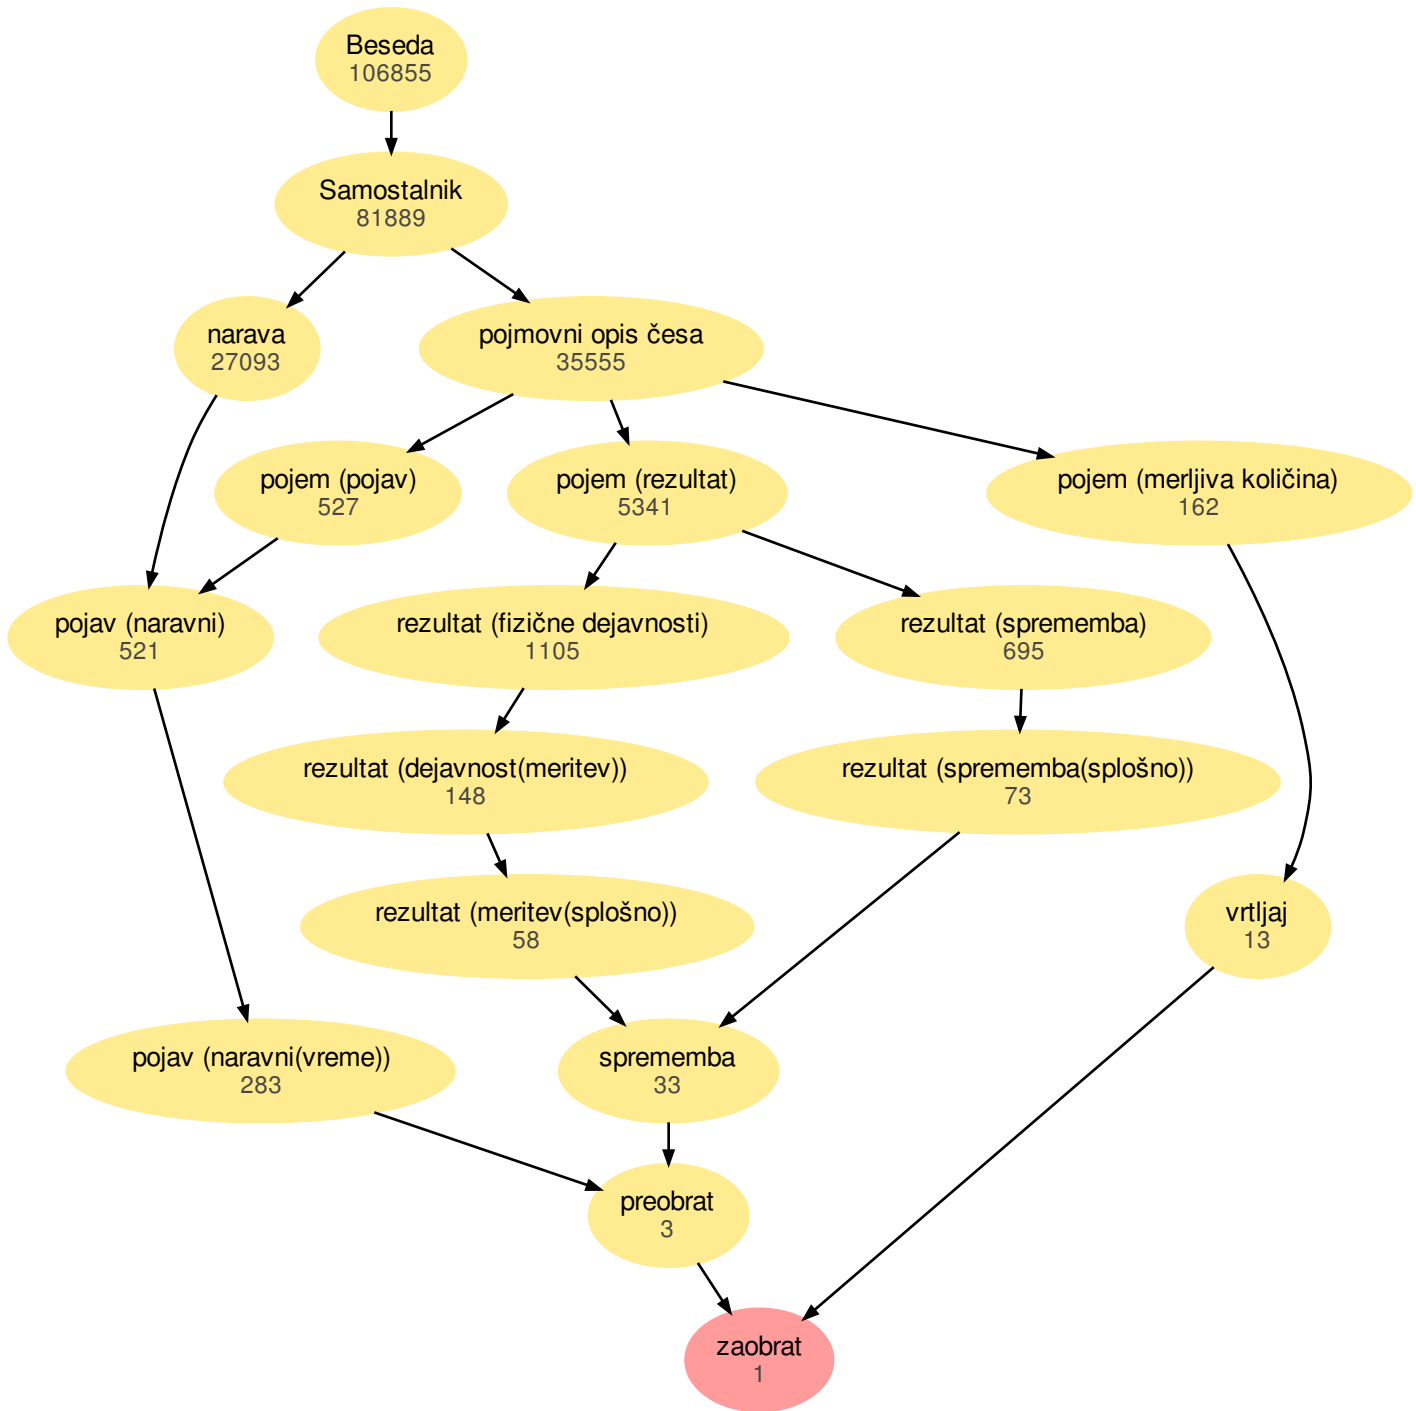 Beseda
106855
Samostalnik
81889
narava
27093
pojmovni opis česa
35555
pojem (pojav)
527
pojem (rezultat)
5341
pojem (merljiva količina)
162
pojav (naravni)
521
rezultat (fizične dejavnosti)
1105
rezultat (sprememba)
695
rezultat (dejavnost(meritev))
148
rezultat (sprememba(splošno))
73
rezultat (meritev(splošno))
58
vrtljaj
13
pojav (naravni(vreme))
283
sprememba
33
preobrat
3
zaobrat
1